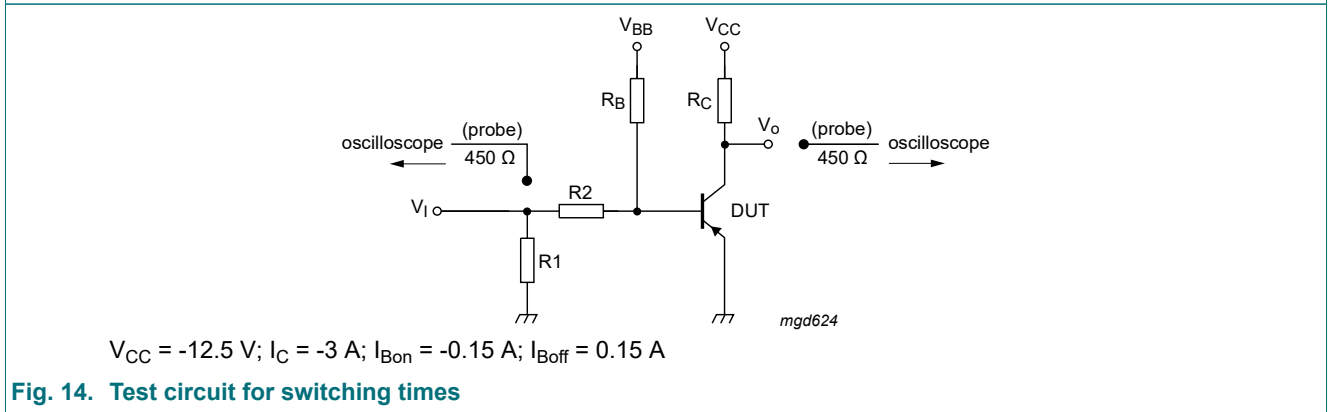 VBB VCC
RB RC
Vo
oscilloscope (probe) 450 Ω
(probe) 450 Ω oscilloscope
R2
VI
DUT
R1
mgd624
VCC = -12.5 V; IC = -3 A; IBon = -0.15 A; IBoff = 0.15 A
Fig. 14. Test circuit for switching times